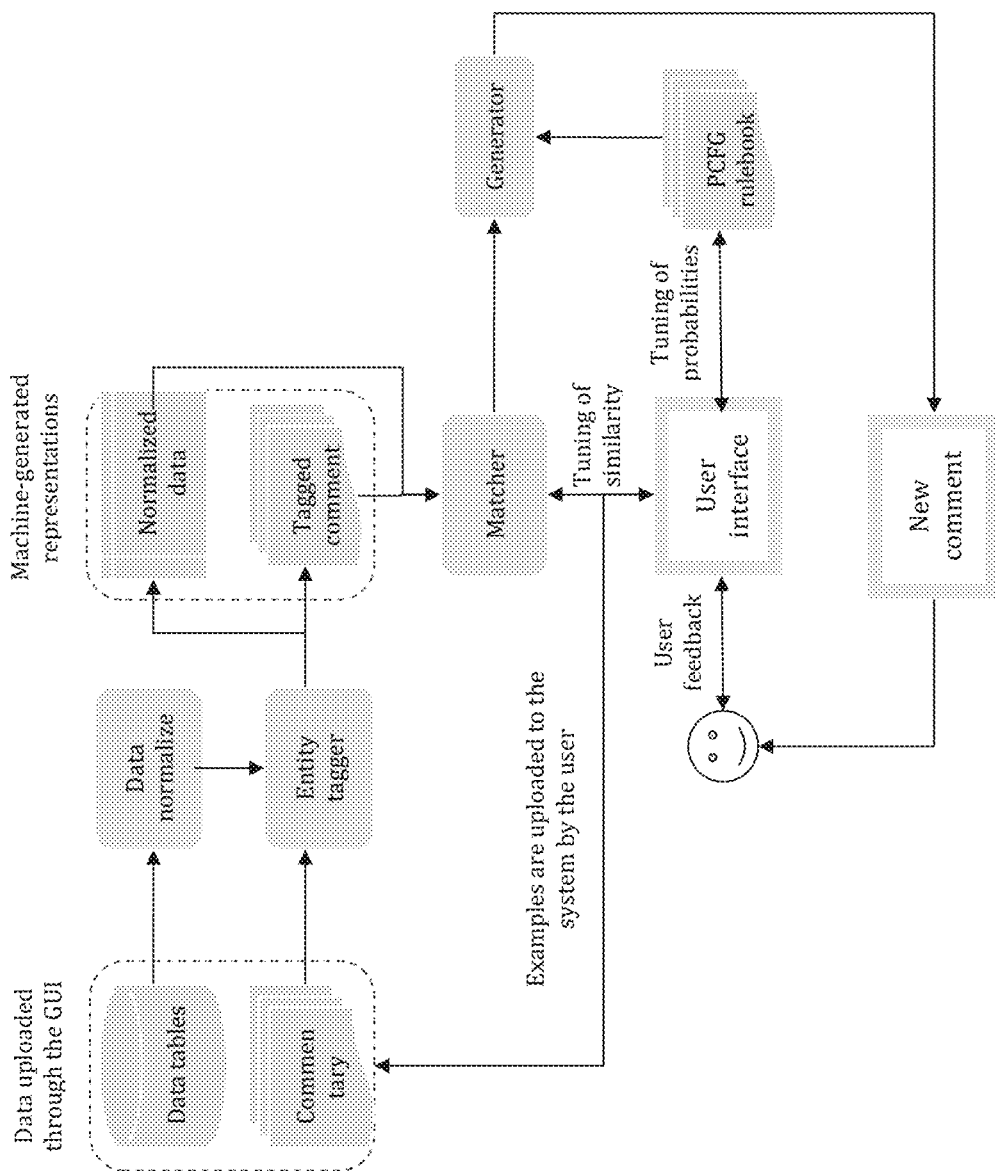 Data uploaded
through the GUI
Data tables
Commen
tary
Data
normalize
Entity
tagger
Machine-generated
representations
Normalized
data
Tagged
comment
Matcher
Generator
PCFG
rulebook
Tuning of
similarity
Tuning of
probabilities
Examples are uploaded to the
system by the user
User
feedback
User
interface
New
comment